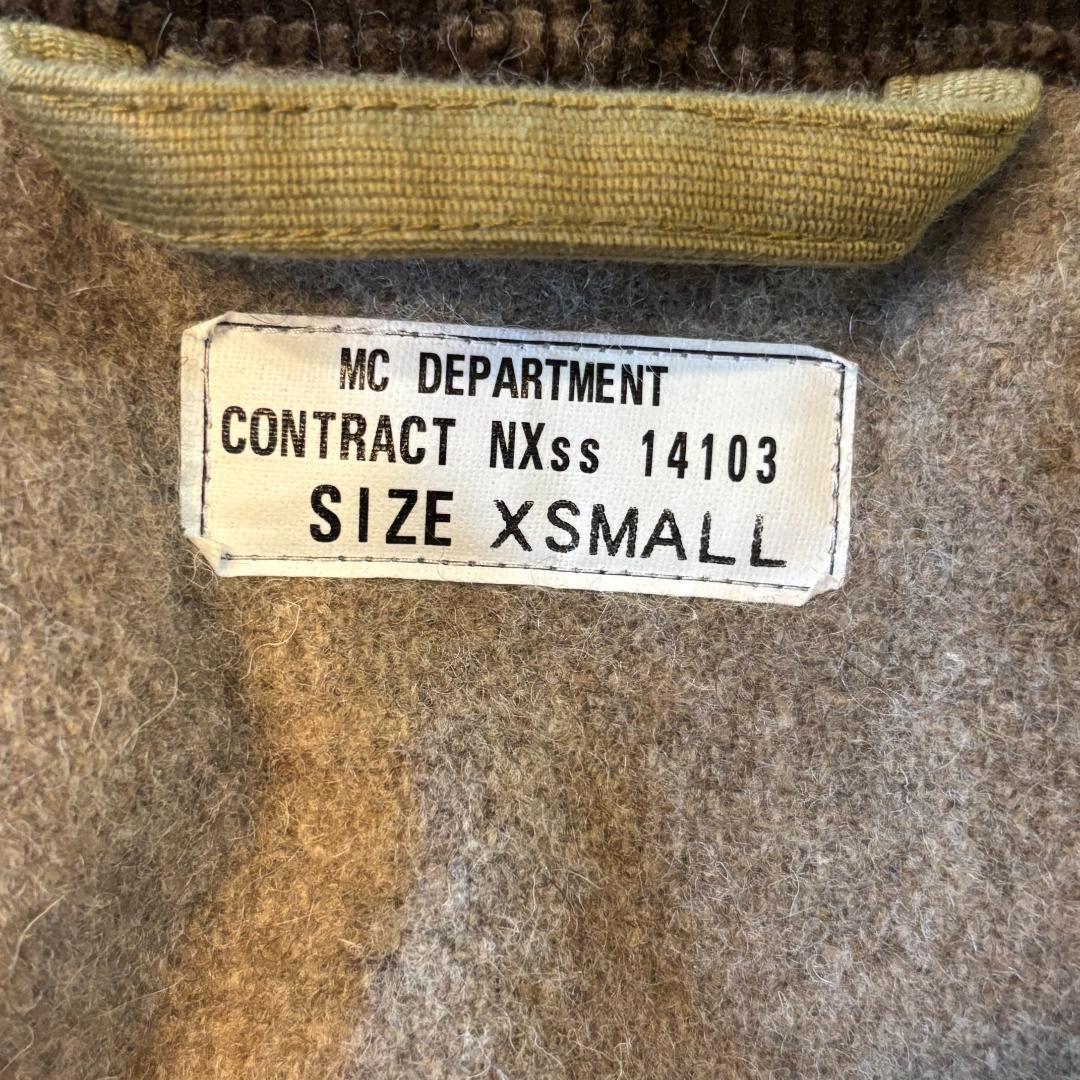 MC DEPARTMENT
CONTRACT NXss 14103
SIZE XSMALL